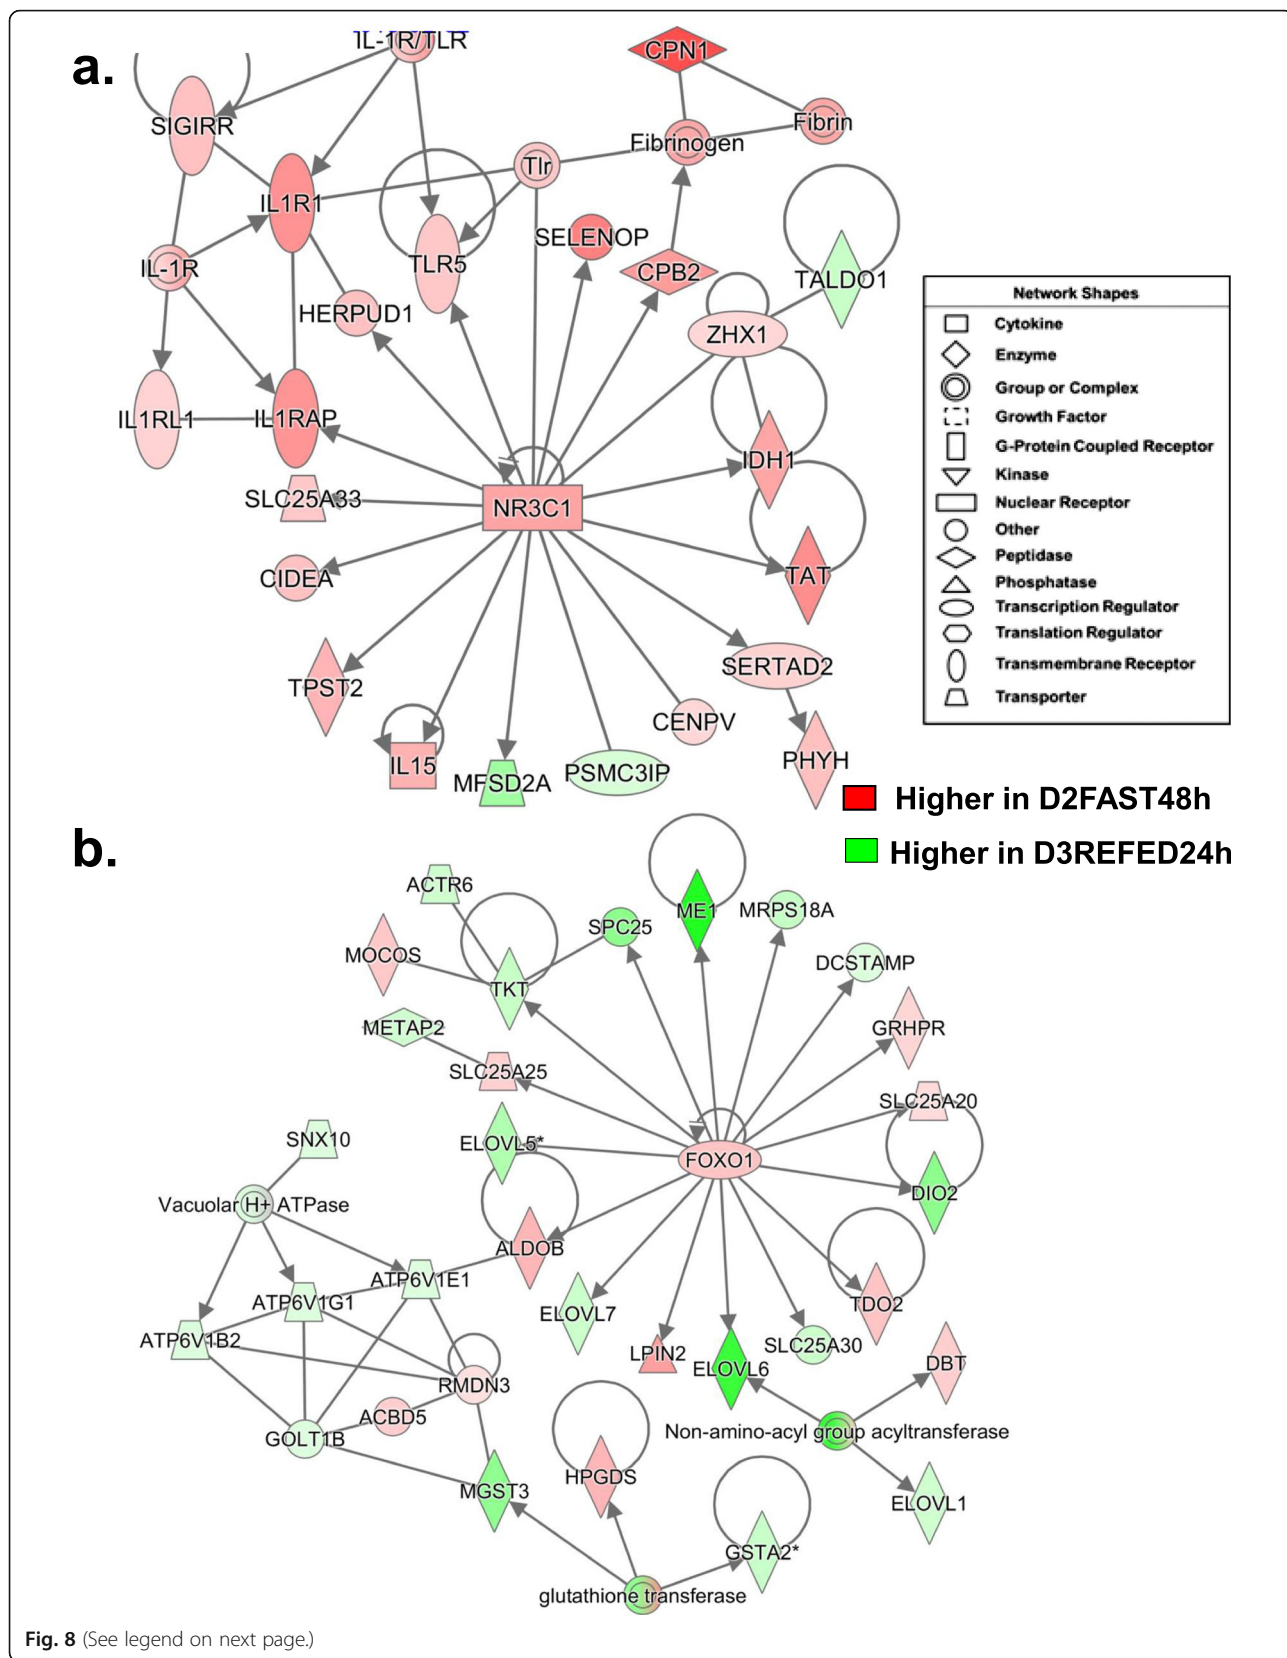 a.
IL-1R/TLR
CPN1
SIGIRR
Fibrin
Fibrinogen
Tlr
IL1R1
SELENOP
TLR5
CPB2
TALDO1
IL-1R
HERPUD1
ZHX1
IL1RL1
IL1RAP
IDH1
SLC25A33
NR3C1
CIDEA
TAT
TPST2
SERTAD2
CENPV
IL15
MFSD2A
PSMC3IP
PHYH
Network Shapes
Cytokine
Enzyme
Group or Complex
Growth Factor
G-Protein Coupled Receptor
Kinase
Nuclear Receptor
Other
Peptidase
Phosphatase
Transcription Regulator
Translation Regulator
Transmembrane Receptor
Transporter
Higher in D2FAST48h
Higher in D3REFED24h
b.
ACTR6
SPC25
ME1
MRPS18A
MOCOS
DCSTAMP
TKT
METAP2
GRHPR
SLC25A25
SLC25A20
SNX10
ELOVL5*
FOXO1
Vacuolar H+ ATPase
DIO2
ALDOB
ATP6V1E1
ATP6V1G1
ELOVL7
TDO2
ATP6V1B2
LPIN2
ELOVL6
SLC25A30
DBT
RMDN3
ACBD5
GOLT1B
Non-amino-acyl group acyltransferase
HPGDS
MGST3
ELOVL1
GSTA2*
glutathione transferase
Fig. 8 (See legend on next page.)